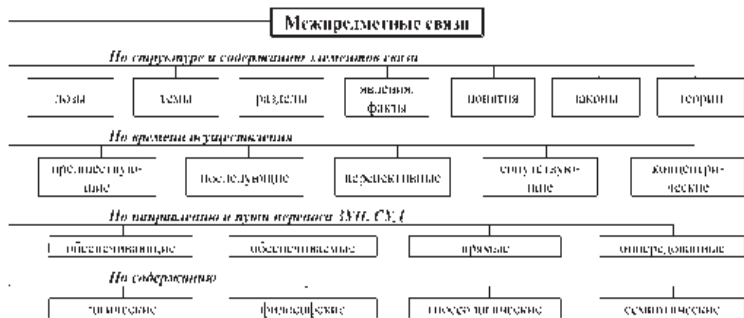 Межпредметные связи
По структуре и содержанию элементов связи
темы разделы явления, факты понятия законы теории
По времени осуществления
предшествую-
щие последующие перспективные сопутствую-
щие концентри-
ческие
По направлению и пути переноса ЗУН, СУД
обеспечивающие обеспечиваемые прямые опосредованные
По содержанию
семиотические